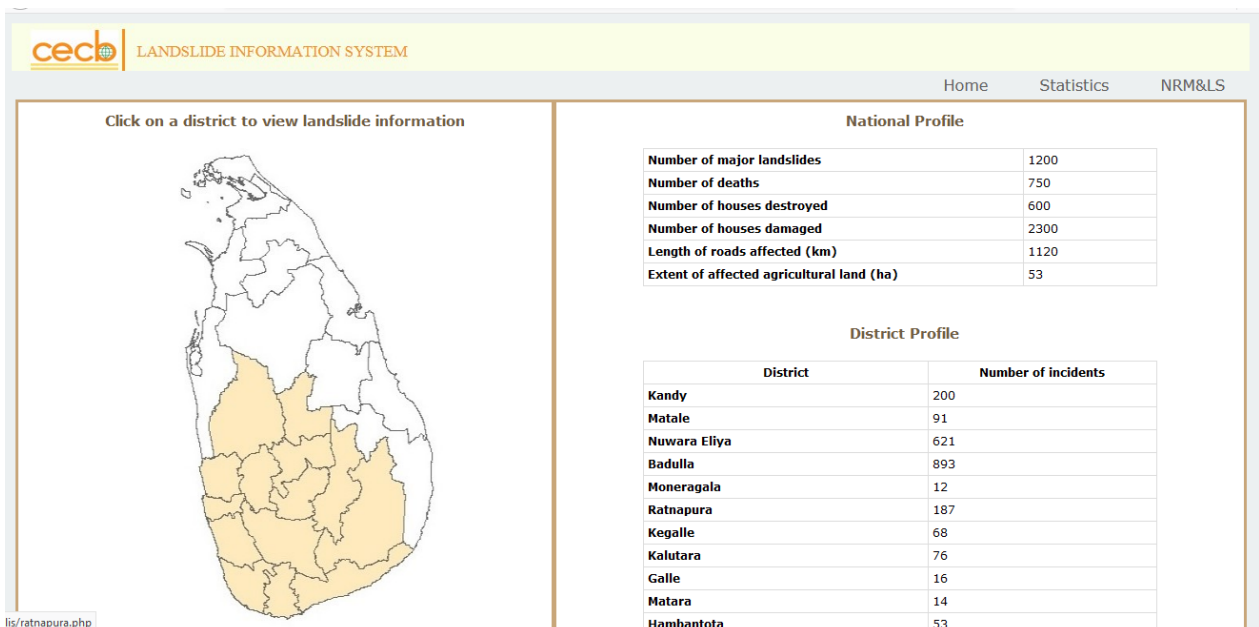 cecb
LANDSLIDE INFORMATION SYSTEM
Home Statistics NRM&LS
Click on a district to view landslide information
National Profile
Number of major landslides 1200
Number of deaths 750
Number of houses destroyed 600
Number of houses damaged 2300
Length of roads affected (km) 1120
Extent of affected agricultural land (ha) 53
District Profile
District Number of incidents
Kandy 200
Matale 91
Nuwara Eliya 621
Badulla 893
Moneragala 12
Ratnapura 187
Kegalle 68
Kalutara 76
Galle 16
Matara 14
Hambantota 53
lis/ratnapura.php